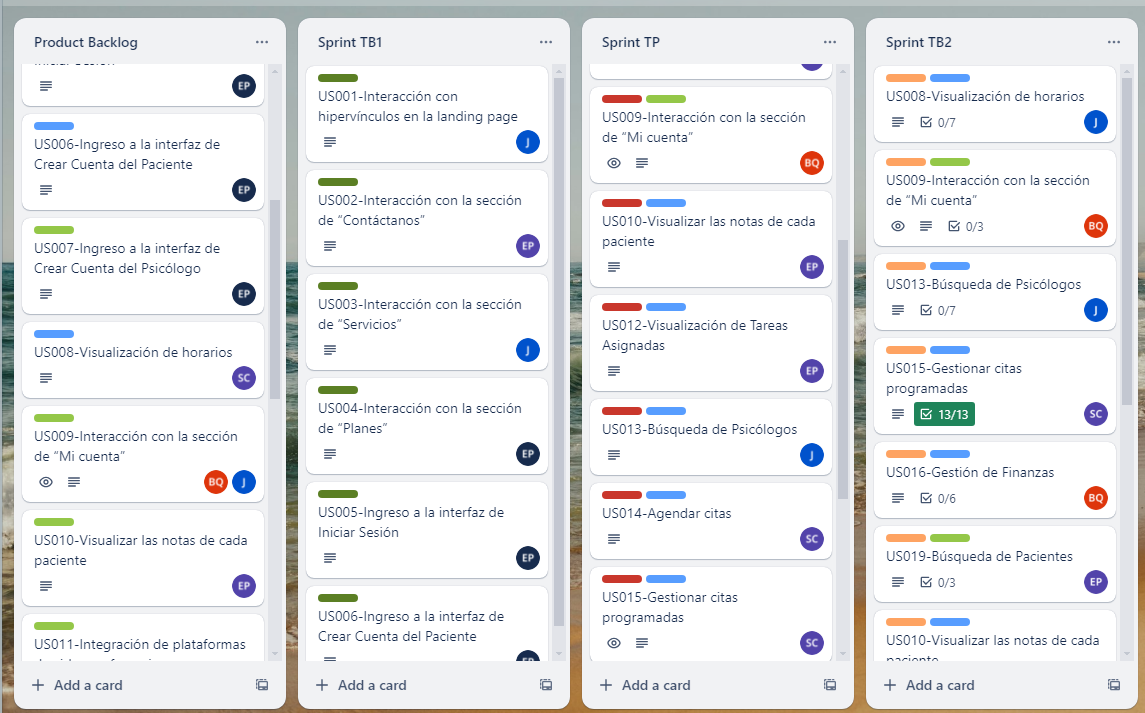 Product Backlog
Iniciar Sesión
EP
US006-Ingreso a la interfaz de
Crear Cuenta del Paciente
EP
US007-Ingreso a la interfaz de
Crear Cuenta del Psicólogo
EP
US008-Visualización de horarios
SC
US009-Interacción con la sección
de “Mi cuenta”
BQ J
US010-Visualizar las notas de cada
paciente
EP
US011-Integración de plataformas
Add a card
Sprint TB1
US001-Interacción con
hipervínculos en la landing page
J
US002-Interacción con la sección
de “Contáctanos”
EP
US003-Interacción con la sección
de “Servicios”
J
US004-Interacción con la sección
de “Planes”
EP
US005-Ingreso a la interfaz de
Iniciar Sesión
EP
US006-Ingreso a la interfaz de
Crear Cuenta del Paciente
EP
Add a card
Sprint TP
US009-Interacción con la sección
de “Mi cuenta”
BQ
US010-Visualizar las notas de cada
paciente
EP
US012-Visualización de Tareas
Asignadas
EP
US013-Búsqueda de Psicólogos
J
US014-Agendar citas
SC
US015-Gestionar citas
programadas
SC
Add a card
Sprint TB2
US008-Visualización de horarios
0/7 J
US009-Interacción con la sección
de “Mi cuenta”
0/3 BQ
US013-Búsqueda de Psicólogos
0/7 J
US015-Gestionar citas
programadas
13/13 SC
US016-Gestión de Finanzas
0/6 BQ
US019-Búsqueda de Pacientes
0/3 EP
US010-Visualizar las notas de cada
paciente
Add a card